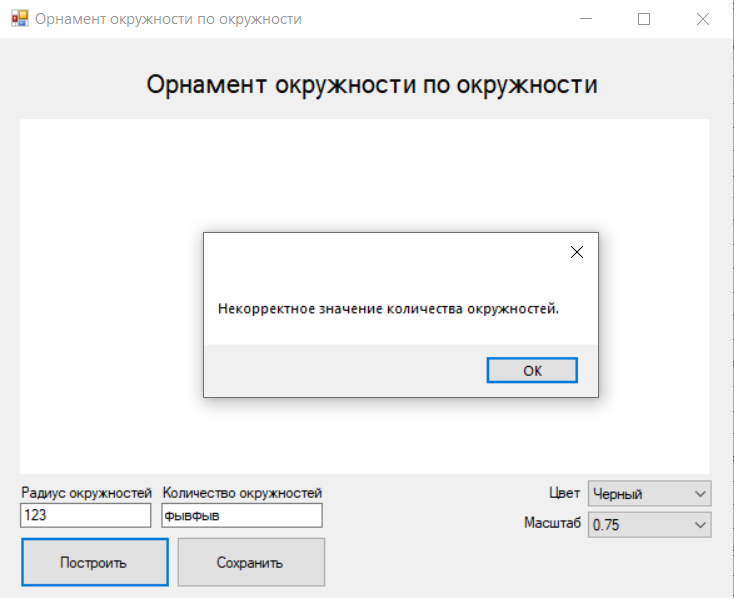 Орнамент окружности по окружности
Орнамент окружности по окружности
Некорректное значение количества окружностей.
OK
Радиус окружностей Количество окружностей Цвет Черный
123 фывфыв Масштаб 0.75
Построить Сохранить